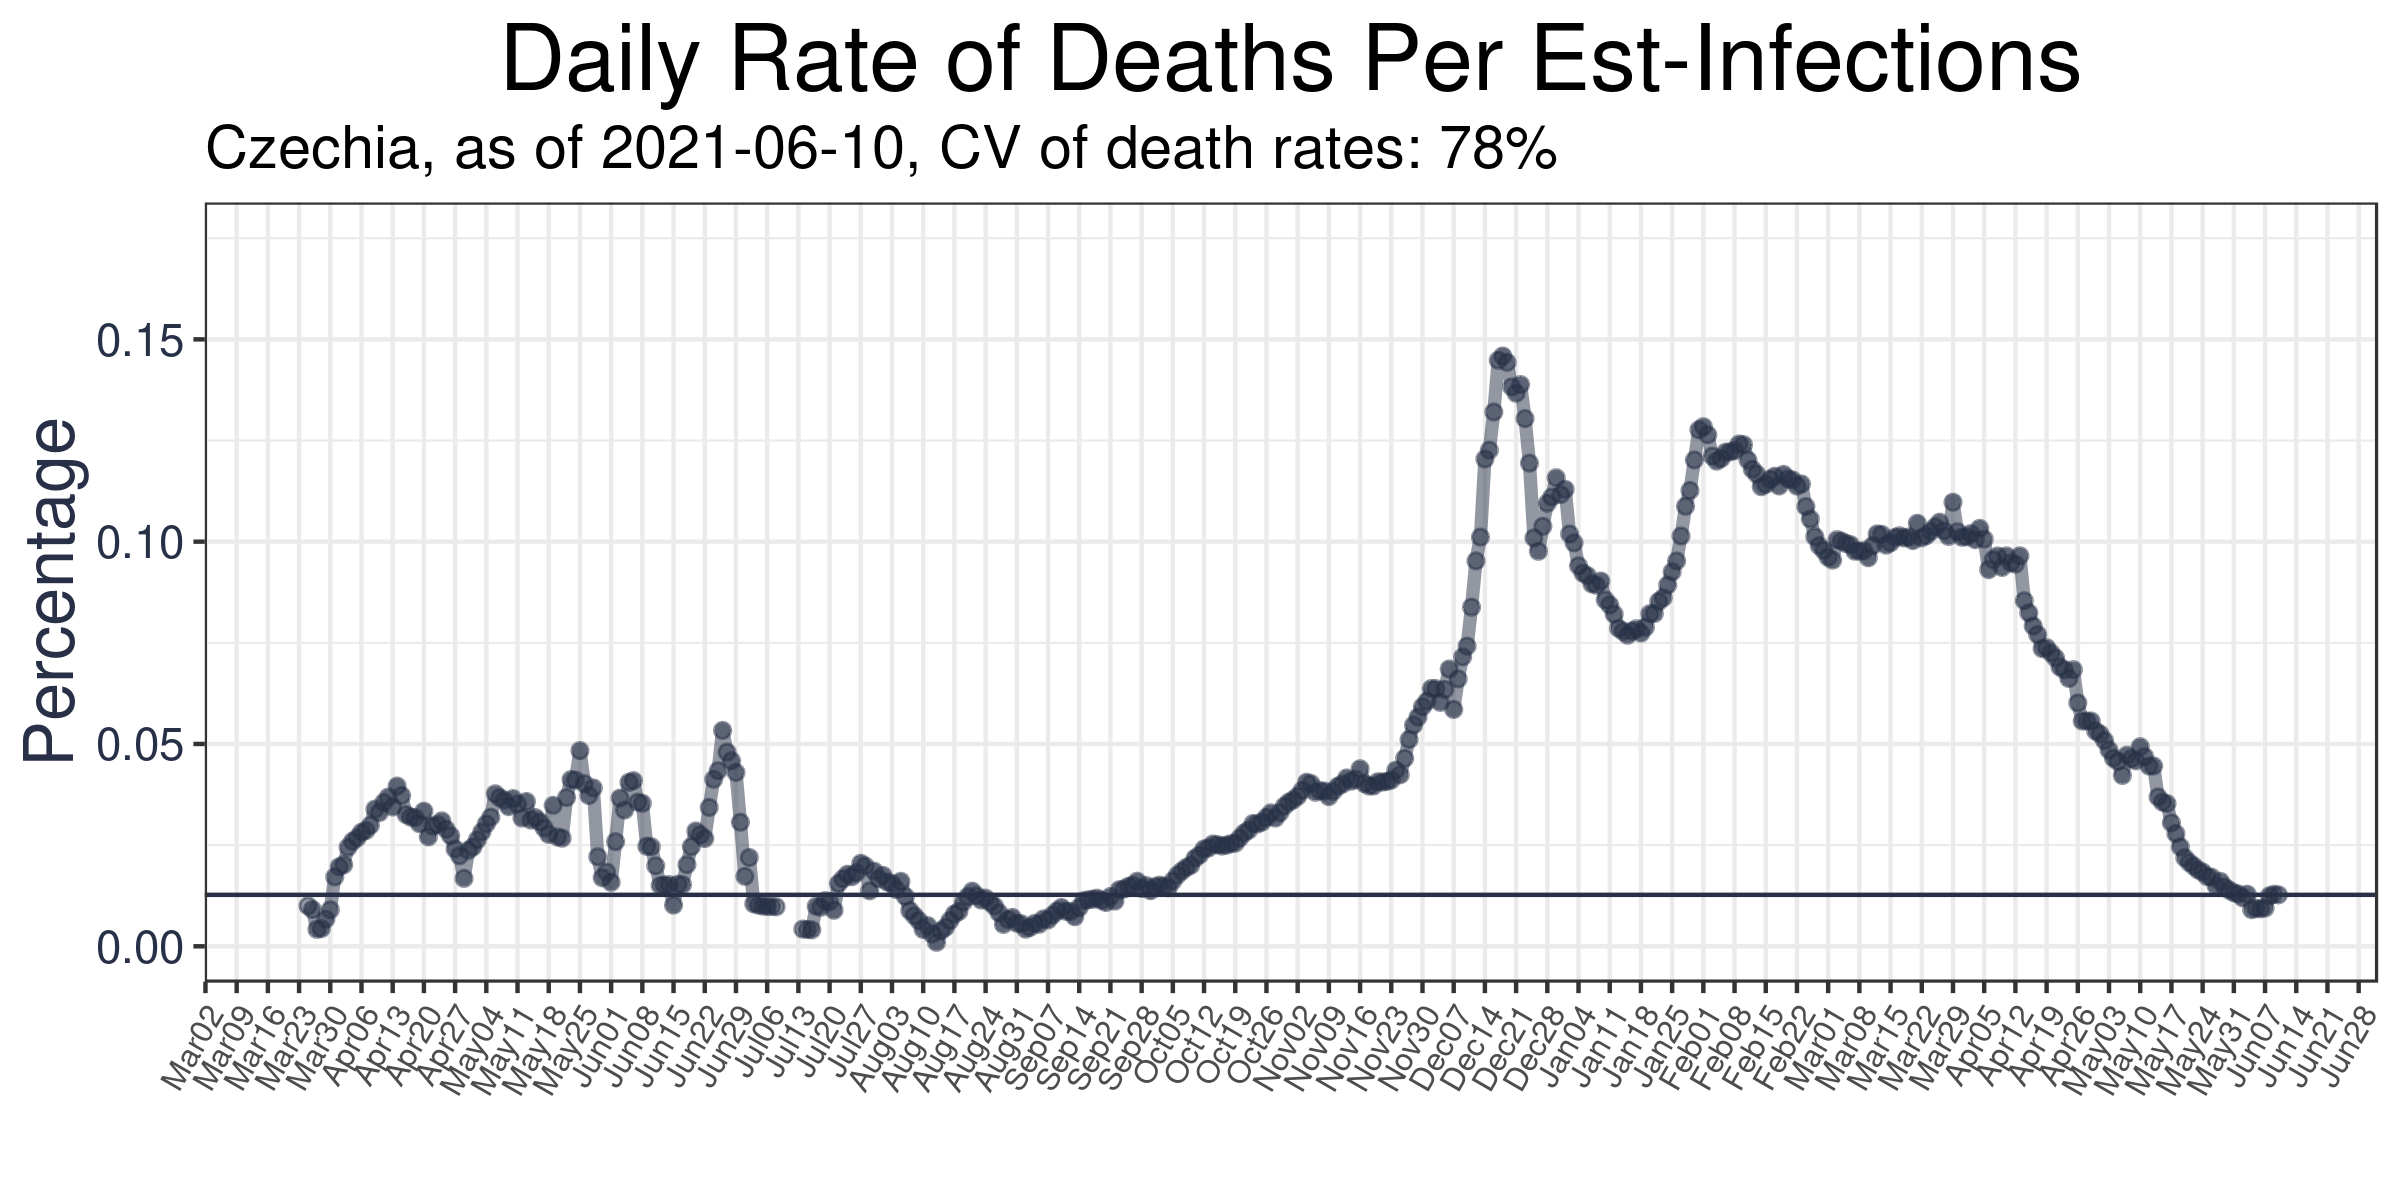 Daily Rate of Deaths Per Est-Infections
Czechia, as of 2021-06-10, CV of death rates: 78%
Percentage
0.15
0.10
0.05
0.00
Mar02
Mar09
Mar16
Mar23
Mar30
Apr06
Apr13
Apr20
Apr27
May04
May11
May18
May25
Jun01
Jun08
Jun15
Jun22
Jun29
Jul06
Jul13
Jul20
Jul27
Aug03
Aug10
Aug17
Aug24
Aug31
Sep07
Sep14
Sep21
Sep28
Oct05
Oct12
Oct19
Oct26
Nov02
Nov09
Nov16
Nov23
Nov30
Dec07
Dec14
Dec21
Dec28
Jan04
Jan11
Jan18
Jan25
Feb01
Feb08
Feb15
Feb22
Mar01
Mar08
Mar15
Mar22
Mar29
Apr05
Apr12
Apr19
Apr26
May03
May10
May17
May24
May31
Jun07
Jun14
Jun21
Jun28